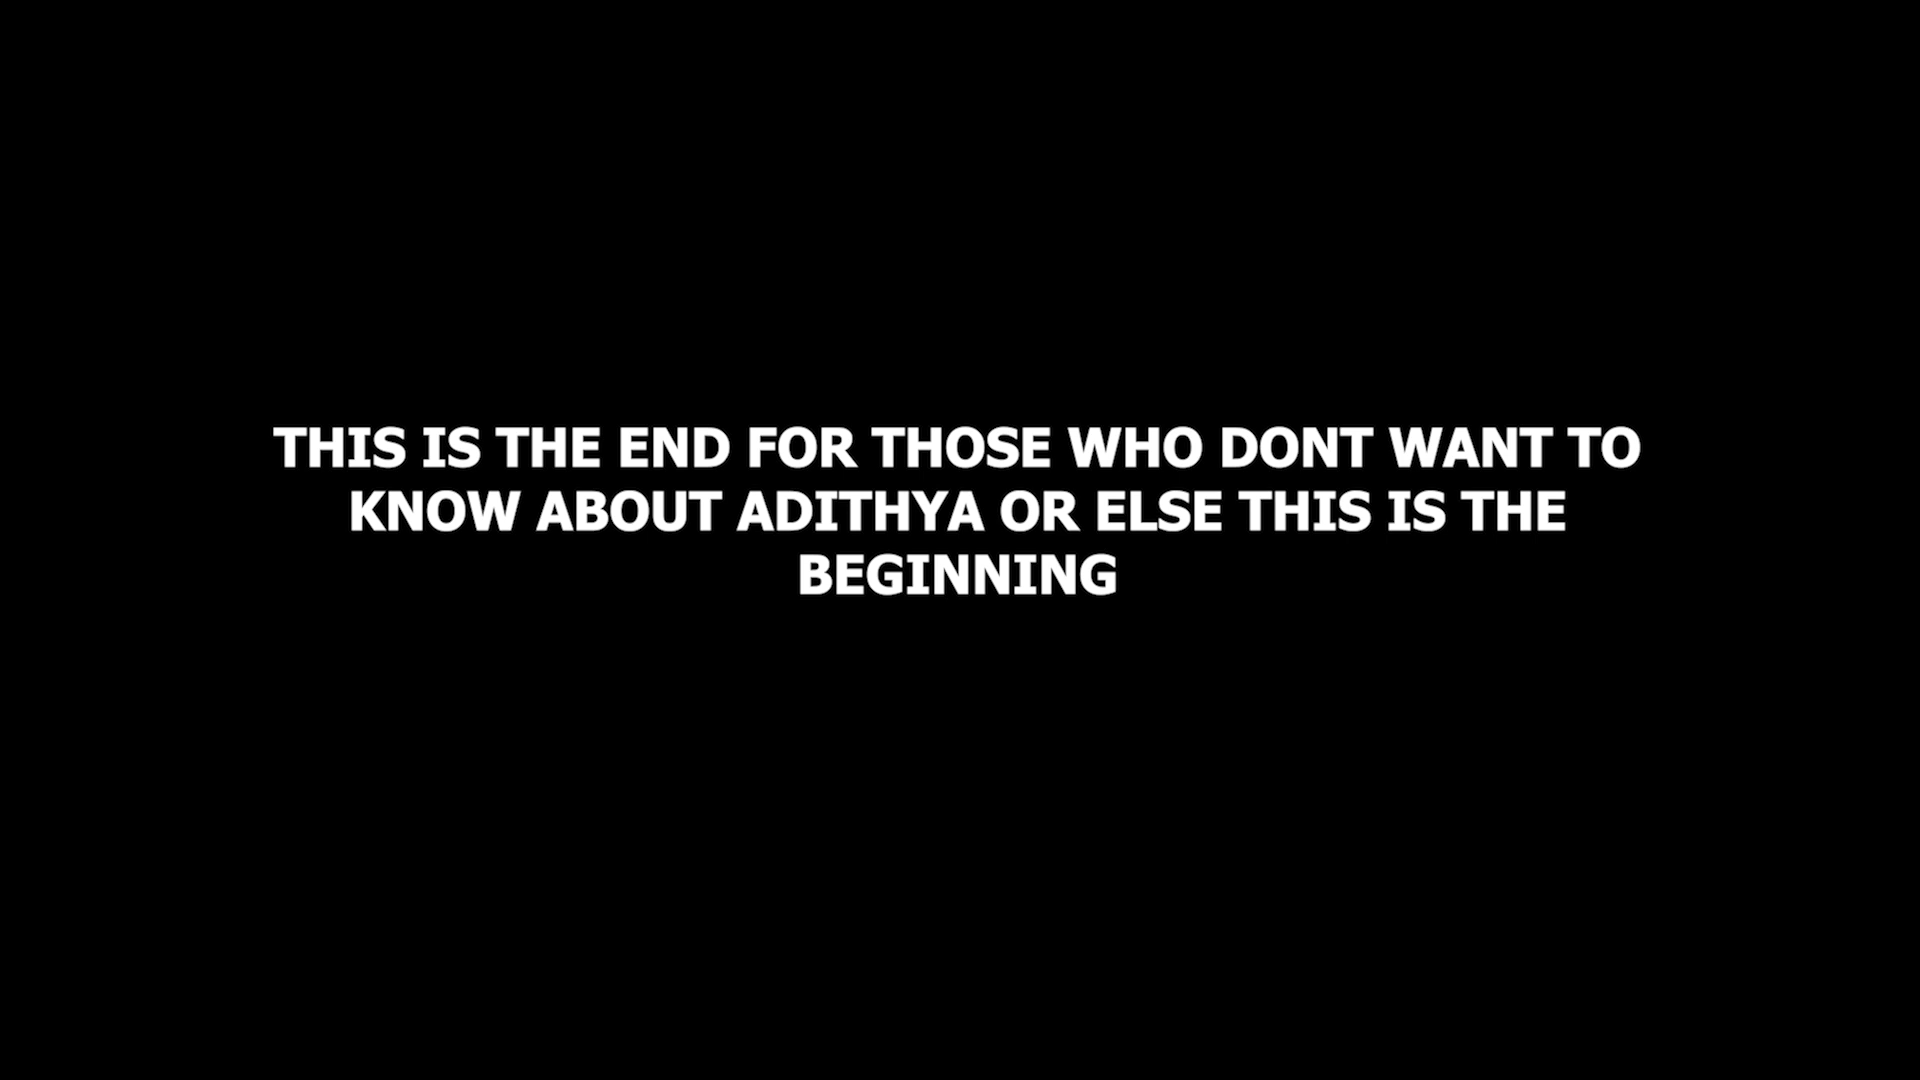 THIS IS THE END FOR THOSE WHO DONT WANT TO
KNOW ABOUT ADITHYA OR ELSE THIS IS THE
BEGINNING